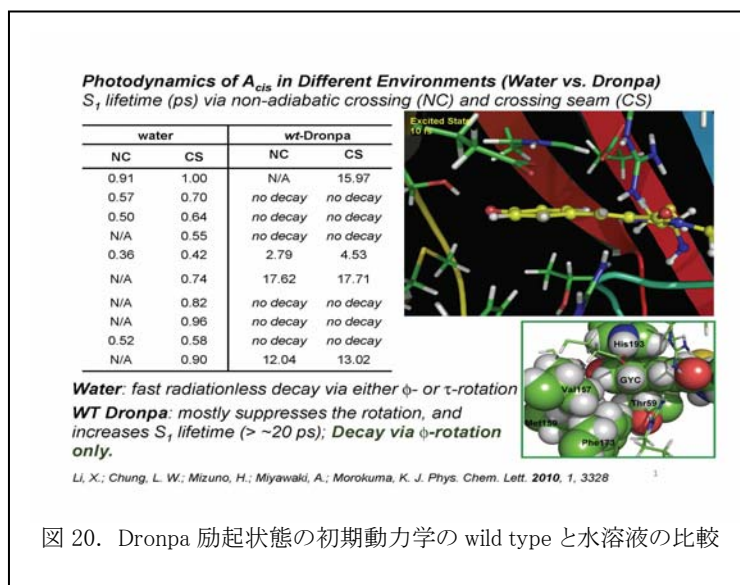 Photodynamics of Acis in Different Environments (Water vs. Dronpa)
S1 lifetime (ps) via non-adiabatic crossing (NC) and crossing seam (CS)
water wt-Dronpa
NC CS NC CS
0.91 1.00 N/A 15.97
0.57 0.70 no decay no decay
0.50 0.64 no decay no decay
N/A 0.55 no decay no decay
0.36 0.42 2.79 4.53
N/A 0.74 17.62 17.71
N/A 0.82 no decay no decay
N/A 0.96 no decay no decay
0.52 0.58 no decay no decay
N/A 0.90 12.04 13.02
Excited State
10 fs
His193
GYC
Val157
Thr59
Met159
Phe173
Water: fast radiationless decay via either ϕ- or τ-rotation
WT Dronpa: mostly suppresses the rotation, and
increases S1 lifetime (> ~20 ps); Decay via ϕ-rotation
only.
Li, X.; Chung, L. W.; Mizuno, H.; Miyawaki, A.; Morokuma, K. J. Phys. Chem. Lett. 2010, 1, 3328
1
図 20. Dronpa 励起状態の初期動力学の wild type と水溶液の比較